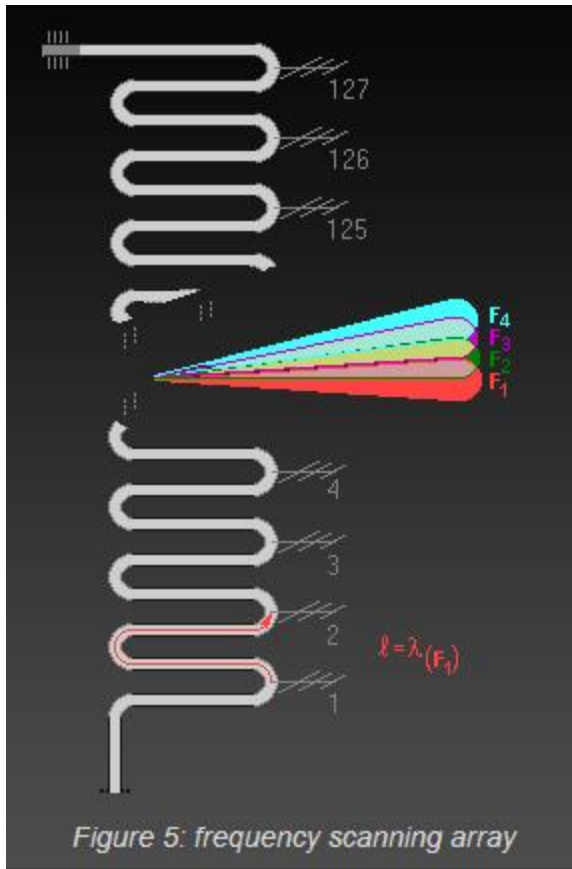 127
126
125
F4
F3
F2
F1
4
3
2
ℓ=λ(F1)
1
Figure 5: frequency scanning array